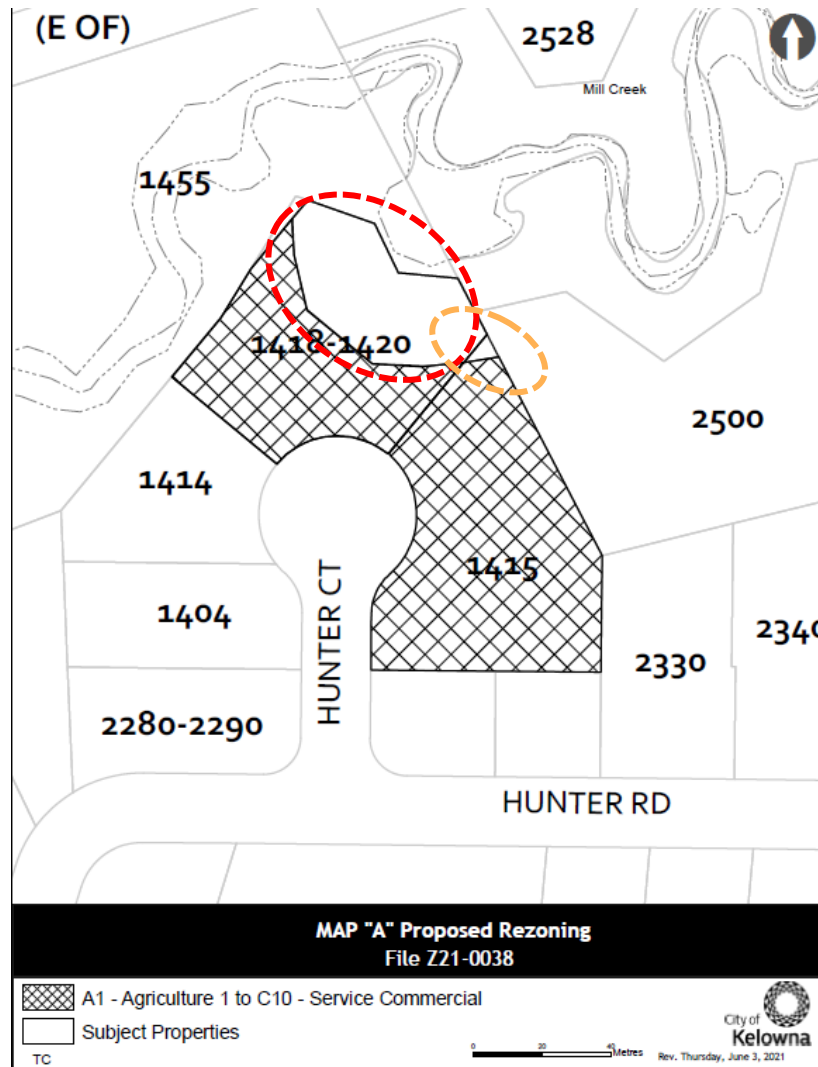 (E OF)
2528
Mill Creek
1455
1418-1420
2500
1414
1415
HUNTER CT
1404
2340
2330
2280-2290
HUNTER RD
MAP "A" Proposed Rezoning
File Z21-0038
A1 - Agriculture 1 to C10 - Service Commercial
Subject Properties
TC
0 20 40 Metres
City of
Kelowna
Rev. Thursday, June 3, 2021